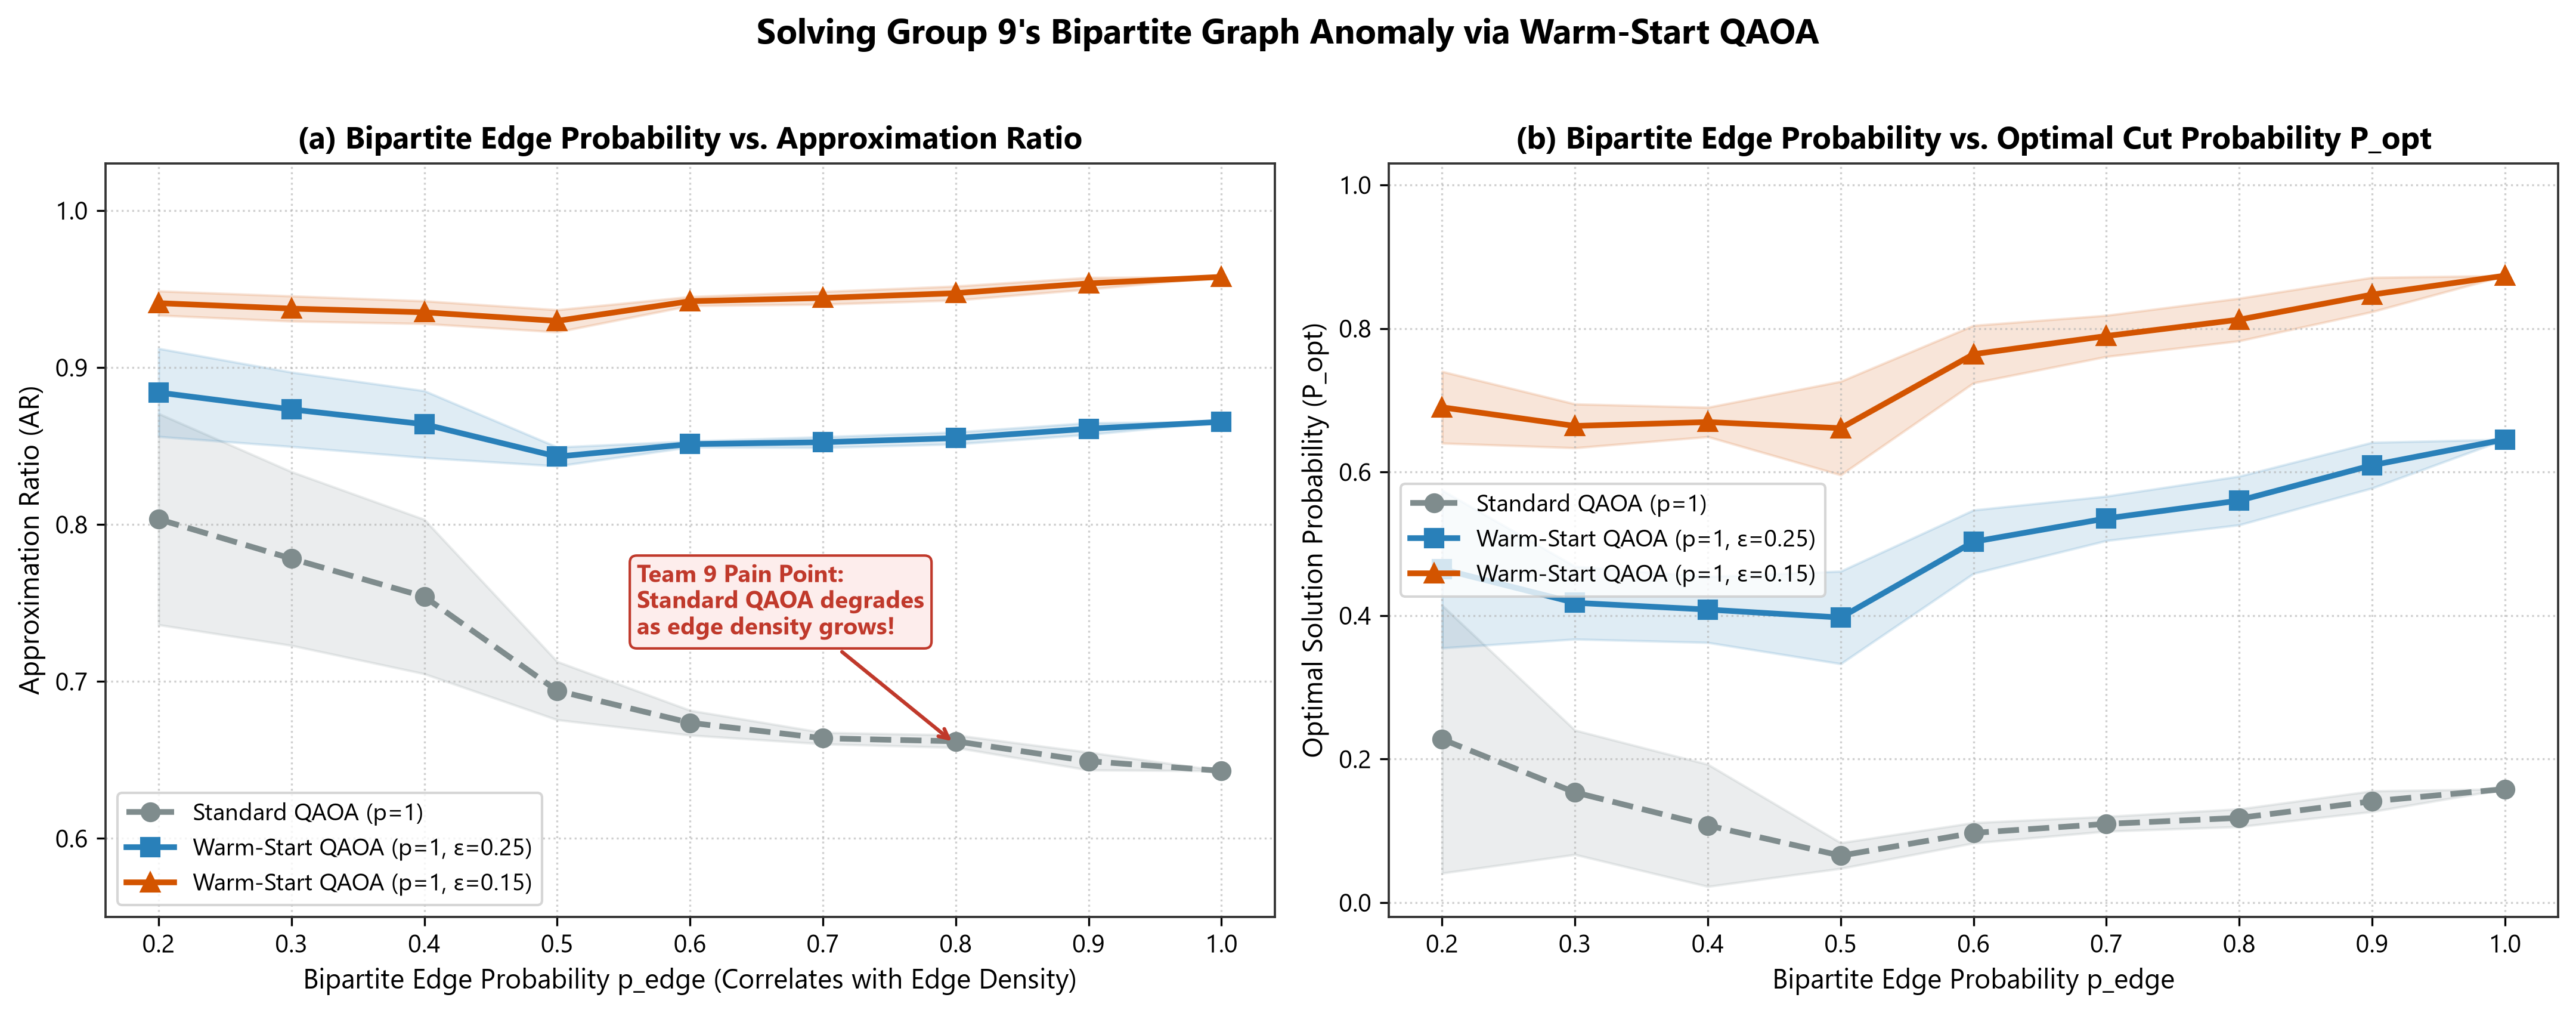 Solving Group 9's Bipartite Graph Anomaly via Warm-Start QAOA
(a) Bipartite Edge Probability vs. Approximation Ratio
Approximation Ratio (AR)
1.0
0.9
0.8
0.7
0.6
Team 9 Pain Point:
Standard QAOA degrades
as edge density grows!
Standard QAOA (p=1)
Warm-Start QAOA (p=1, ε=0.25)
Warm-Start QAOA (p=1, ε=0.15)
0.2 0.3 0.4 0.5 0.6 0.7 0.8 0.9 1.0
Bipartite Edge Probability p_edge (Correlates with Edge Density)
(b) Bipartite Edge Probability vs. Optimal Cut Probability P_opt
Optimal Solution Probability (P_opt)
1.0
0.8
0.6
0.4
0.2
0.0
Standard QAOA (p=1)
Warm-Start QAOA (p=1, ε=0.25)
Warm-Start QAOA (p=1, ε=0.15)
0.2 0.3 0.4 0.5 0.6 0.7 0.8 0.9 1.0
Bipartite Edge Probability p_edge